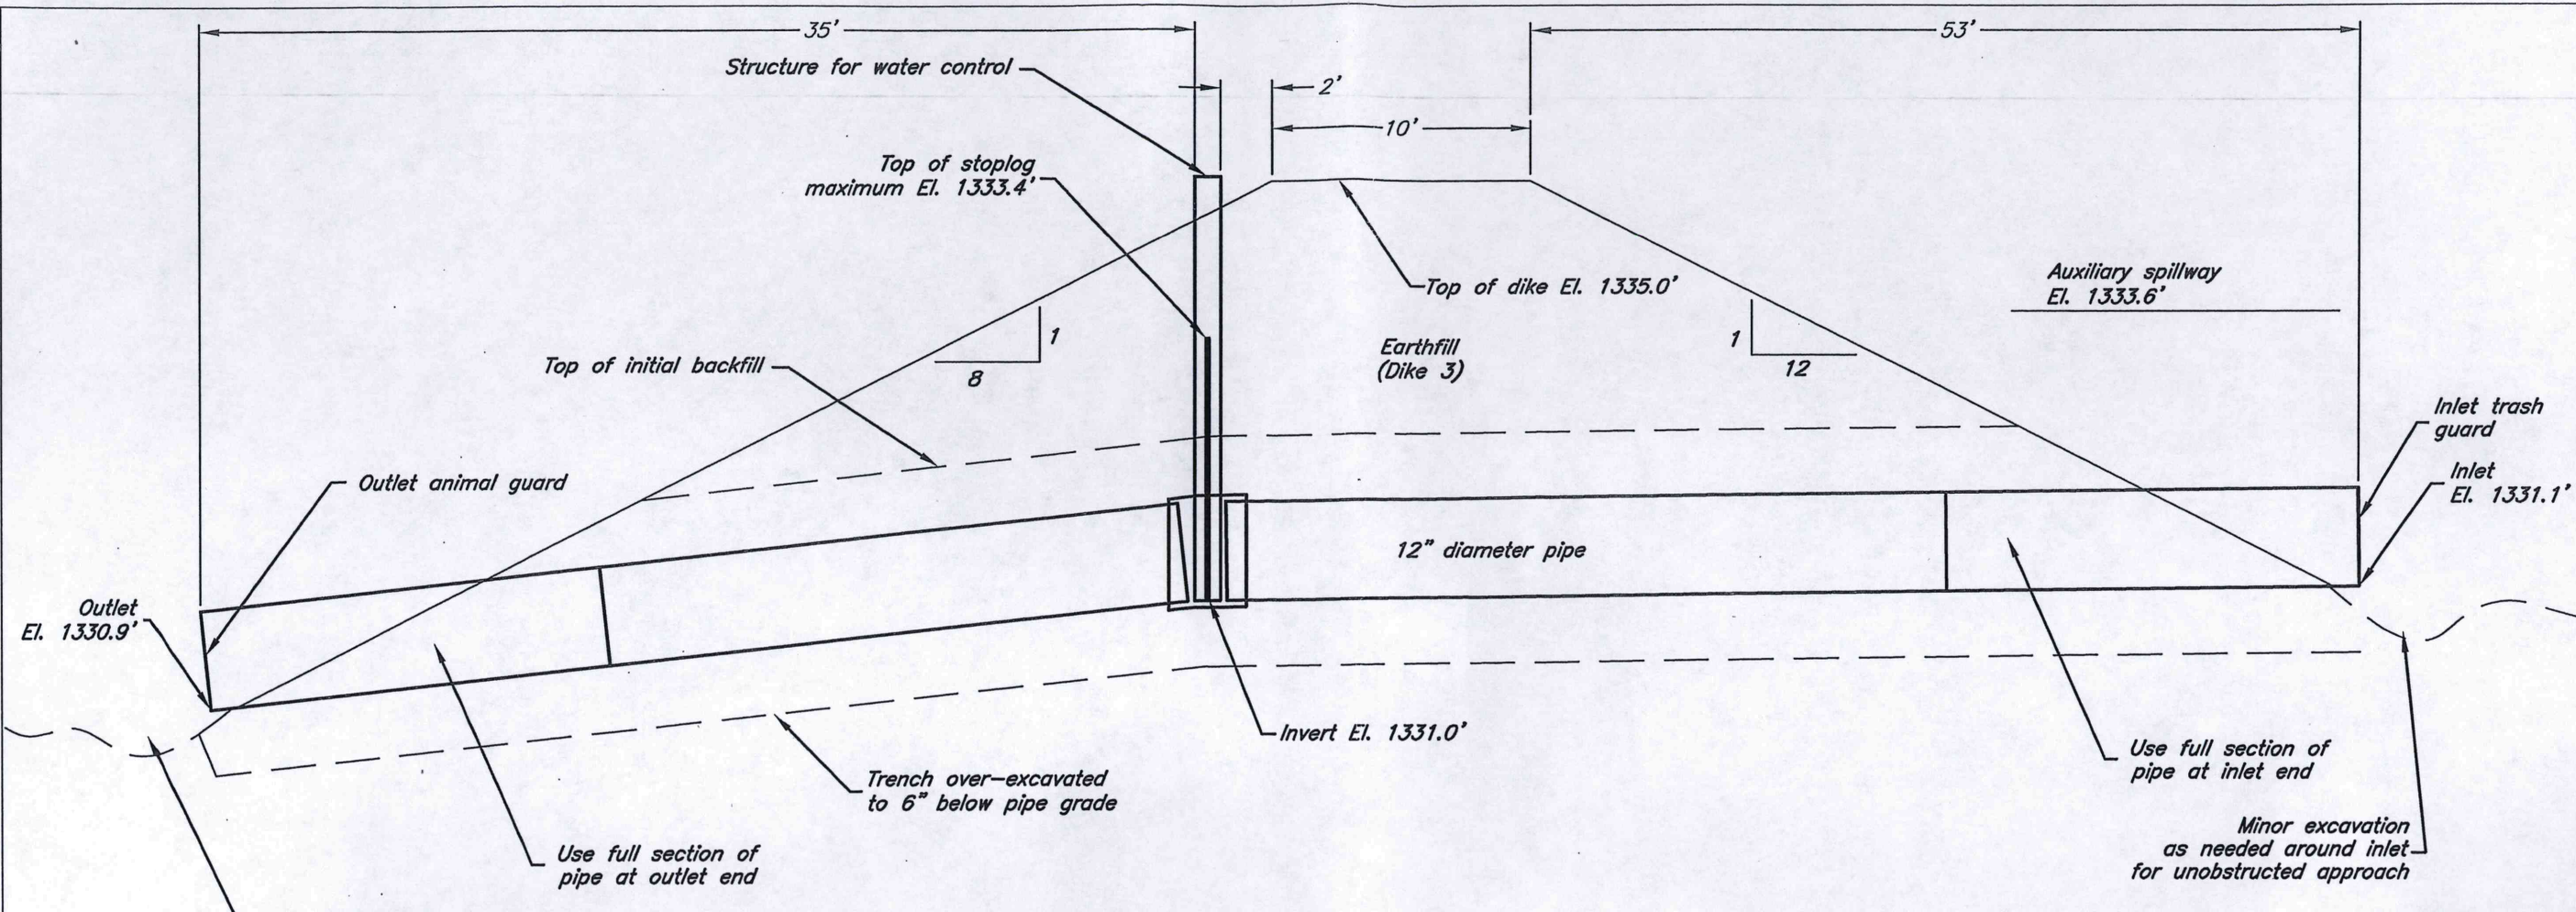 35'
53'
Structure for water control
2'
10'
Top of stoplog
maximum El. 1333.4'
Top of dike El. 1335.0'
Auxiliary spillway
El. 1333.6'
1
8
Earthfill
(Dike 3)
1
12
Top of initial backfill
Inlet trash
guard
Outlet animal guard
Inlet
El. 1331.1'
12" diameter pipe
Outlet
El. 1330.9'
Invert El. 1331.0'
Trench over-excavated
to 6" below pipe grade
Use full section of
pipe at inlet end
Use full section of
pipe at outlet end
Minor excavation
as needed around inlet
for unobstructed approach